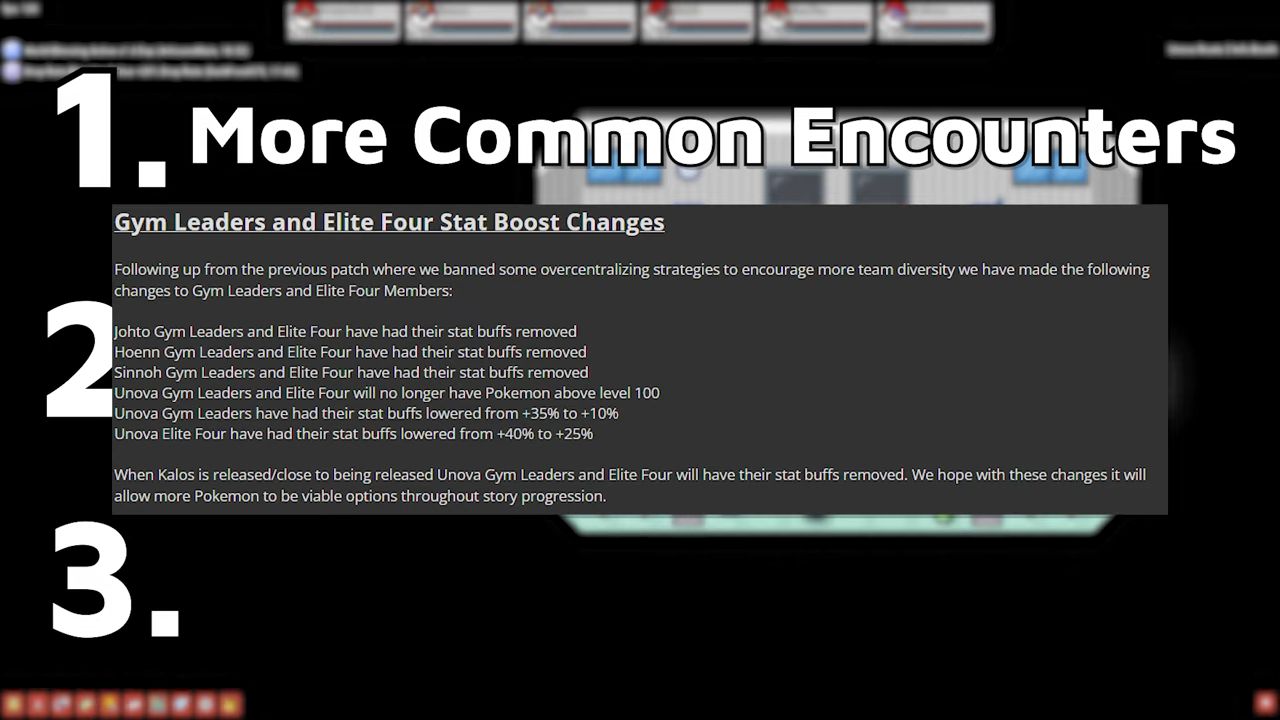 1. More Common Encounters
Gym Leaders and Elite Four Stat Boost Changes
Following up from the previous patch where we banned some overcentralizing strategies to encourage more team diversity we have made the following
changes to Gym Leaders and Elite Four Members:
Johto Gym Leaders and Elite Four have had their stat buffs removed
Hoenn Gym Leaders and Elite Four have had their stat buffs removed
2
Sinnoh Gym Leaders and Elite Four have had their stat buffs removed
Unova Gym Leaders and Elite Four will no longer have Pokemon above level 100
Unova Gym Leaders have had their stat buffs lowered from +35% to +10%
Unova Elite Four have had their stat buffs lowered from +40% to +25%
When Kalos is released/close to being released Unova Gym Leaders and Elite Four will have their stat buffs removed. We hope with these changes it will
allow more Pokemon to be viable options throughout story progression.
3.